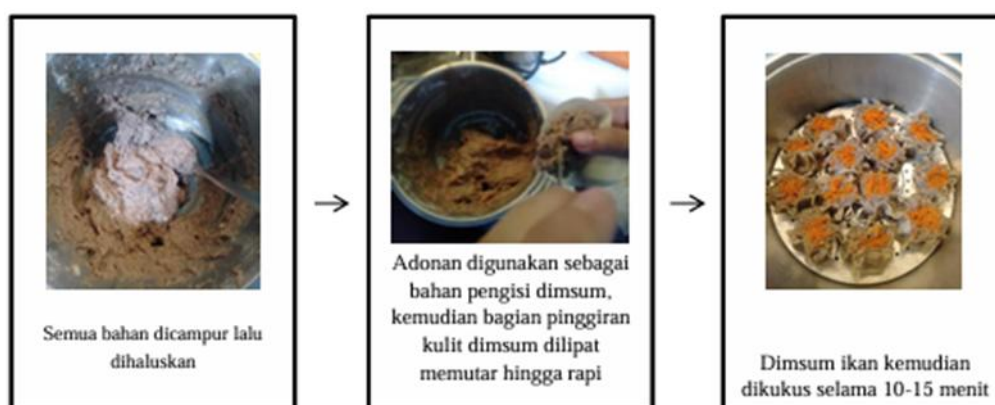 Semua bahan dicampur lalu
dihaluskan
Adonan digunakan sebagai
bahan pengisi dimsum,
kemudian bagian pinggiran
kulit dimsum dilipat
memutar hingga rapi
Dimsum ikan kemudian
dikukus selama 10-15 menit